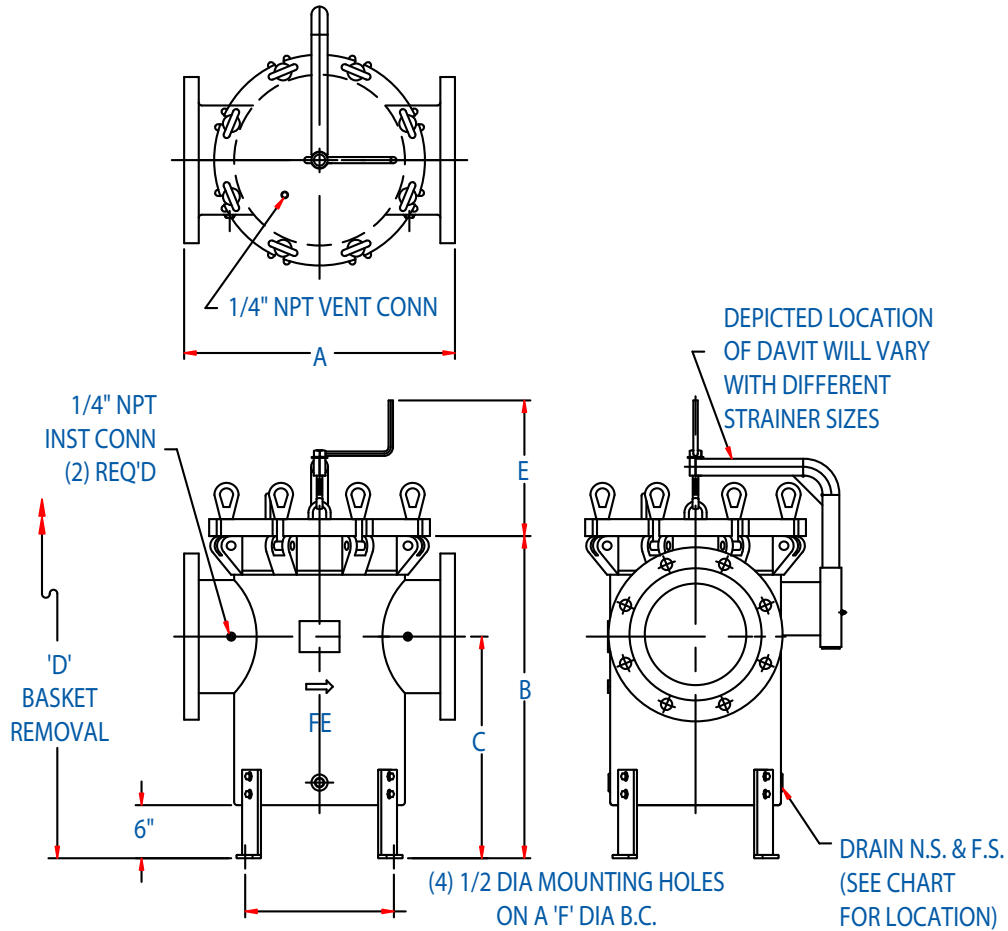 1/4" NPT VENT CONN
A
DEPICTED LOCATION
OF DAVIT WILL VARY
WITH DIFFERENT
STRAINER SIZES
1/4" NPT
INST CONN
(2) REQ'D
E
'D'
BASKET
REMOVAL
B
C
FE
6"
(4) 1/2 DIA MOUNTING HOLES
ON A 'F' DIA B.C.
DRAIN N.S. & F.S.
(SEE CHART
FOR LOCATION)